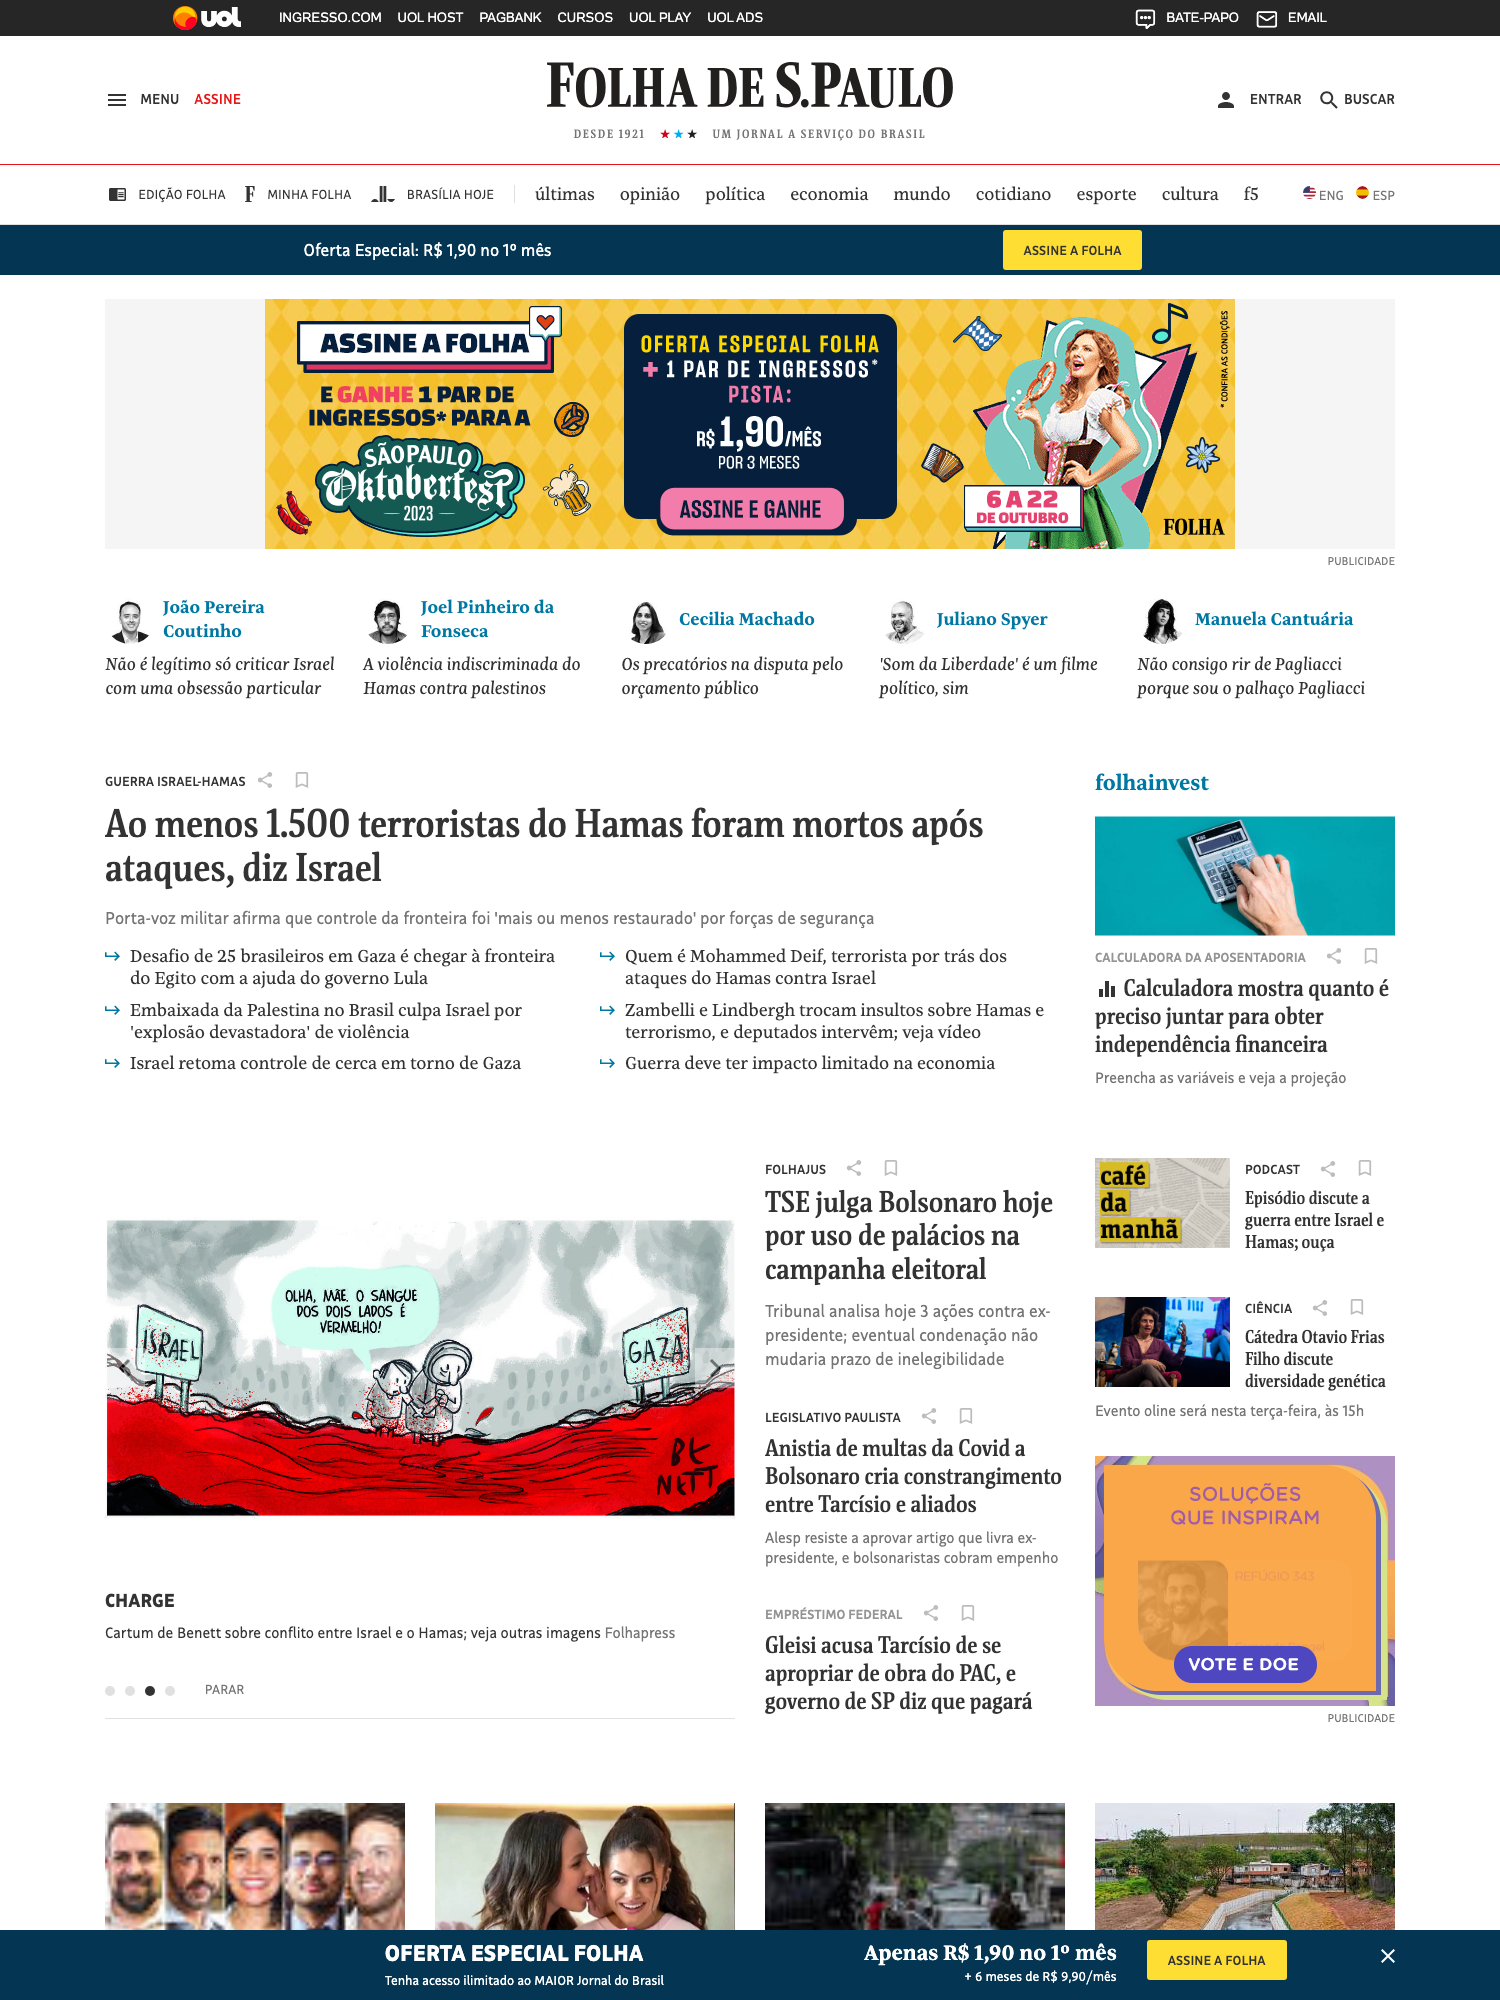 uol INGRESSO.COM UOL HOST PAGBANK CURSOS UOL PLAY UOL ADS BATE-PAPO EMAIL
MENU ASSINE
FOLHA DE S.PAULO
ENTRAR BUSCAR
DESDE 1921 ★★★ UM JORNAL A SERVIÇO DO BRASIL
EDIÇÃO FOLHA F MINHA FOLHA BRASÍLIA HOJE últimas opinião política economia mundo cotidiano esporte cultura f5 ENG ESP
Oferta Especial: R$ 1,90 no 1º mês
ASSINE A FOLHA
ASSINE A FOLHA
E GANHE 1 PAR DE
INGRESSOS* PARA A
SÃO PAULO
Oktoberfest
2023
OFERTA ESPECIAL FOLHA
+ 1 PAR DE INGRESSOS*
PISTA:
R$ 1,90/MÊS
POR 3 MESES
ASSINE E GANHE
6 A 22
DE OUTUBRO
* CONFIRA AS CONDIÇÕES
FOLHA
PUBLICIDADE
João Pereira
Coutinho
Não é legítimo só criticar Israel
com uma obsessão particular
Joel Pinheiro da
Fonseca
A violência indiscriminada do
Hamas contra palestinos
Cecilia Machado
Os precatórios na disputa pelo
orçamento público
Juliano Spyer
'Som da Liberdade' é um filme
político, sim
Manuela Cantuária
Não consigo rir de Pagliacci
porque sou o palhaço Pagliacci
GUERRA ISRAEL-HAMAS
Ao menos 1.500 terroristas do Hamas foram mortos após
ataques, diz Israel
Porta-voz militar afirma que controle da fronteira foi 'mais ou menos restaurado' por forças de segurança
Desafio de 25 brasileiros em Gaza é chegar à fronteira
do Egito com a ajuda do governo Lula
Embaixada da Palestina no Brasil culpa Israel por
'explosão devastadora' de violência
Israel retoma controle de cerca em torno de Gaza
Quem é Mohammed Deif, terrorista por trás dos
ataques do Hamas contra Israel
Zambelli e Lindbergh trocam insultos sobre Hamas e
terrorismo, e deputados intervêm; veja vídeo
Guerra deve ter impacto limitado na economia
folhainvest
CALCULADORA DA APOSENTADORIA
Calculadora mostra quanto é
preciso juntar para obter
independência financeira
Preencha as variáveis e veja a projeção
OLHA, MÃE. O SANGUE
DOS DOIS LADOS É
VERMELHO!
ISRAEL
GAZA
BENETT
CHARGE
Cartum de Benett sobre conflito entre Israel e o Hamas; veja outras imagens Folhapress
PARAR
FOLHAJUS
TSE julga Bolsonaro hoje
por uso de palácios na
campanha eleitoral
Tribunal analisa hoje 3 ações contra ex-
presidente; eventual condenação não
mudaria prazo de inelegibilidade
LEGISLATIVO PAULISTA
Anistia de multas da Covid a
Bolsonaro cria constrangimento
entre Tarcísio e aliados
Alesp resiste a aprovar artigo que livra ex-
presidente, e bolsonaristas cobram empenho
EMPRÉSTIMO FEDERAL
Gleisi acusa Tarcísio de se
apropriar de obra do PAC, e
governo de SP diz que pagará
café
da
manhã
PODCAST
Episódio discute a
guerra entre Israel e
Hamas; ouça
CIÊNCIA
Cátedra Otavio Frias
Filho discute
diversidade genética
Evento oline será nesta terça-feira, às 15h
SOLUÇÕES
QUE INSPIRAM
REFÚGIO 343
VOTE E DOE
PUBLICIDADE
OFERTA ESPECIAL FOLHA
Tenha acesso ilimitado ao MAIOR Jornal do Brasil
Apenas R$ 1,90 no 1º mês
+ 6 meses de R$ 9,90/mês
ASSINE A FOLHA